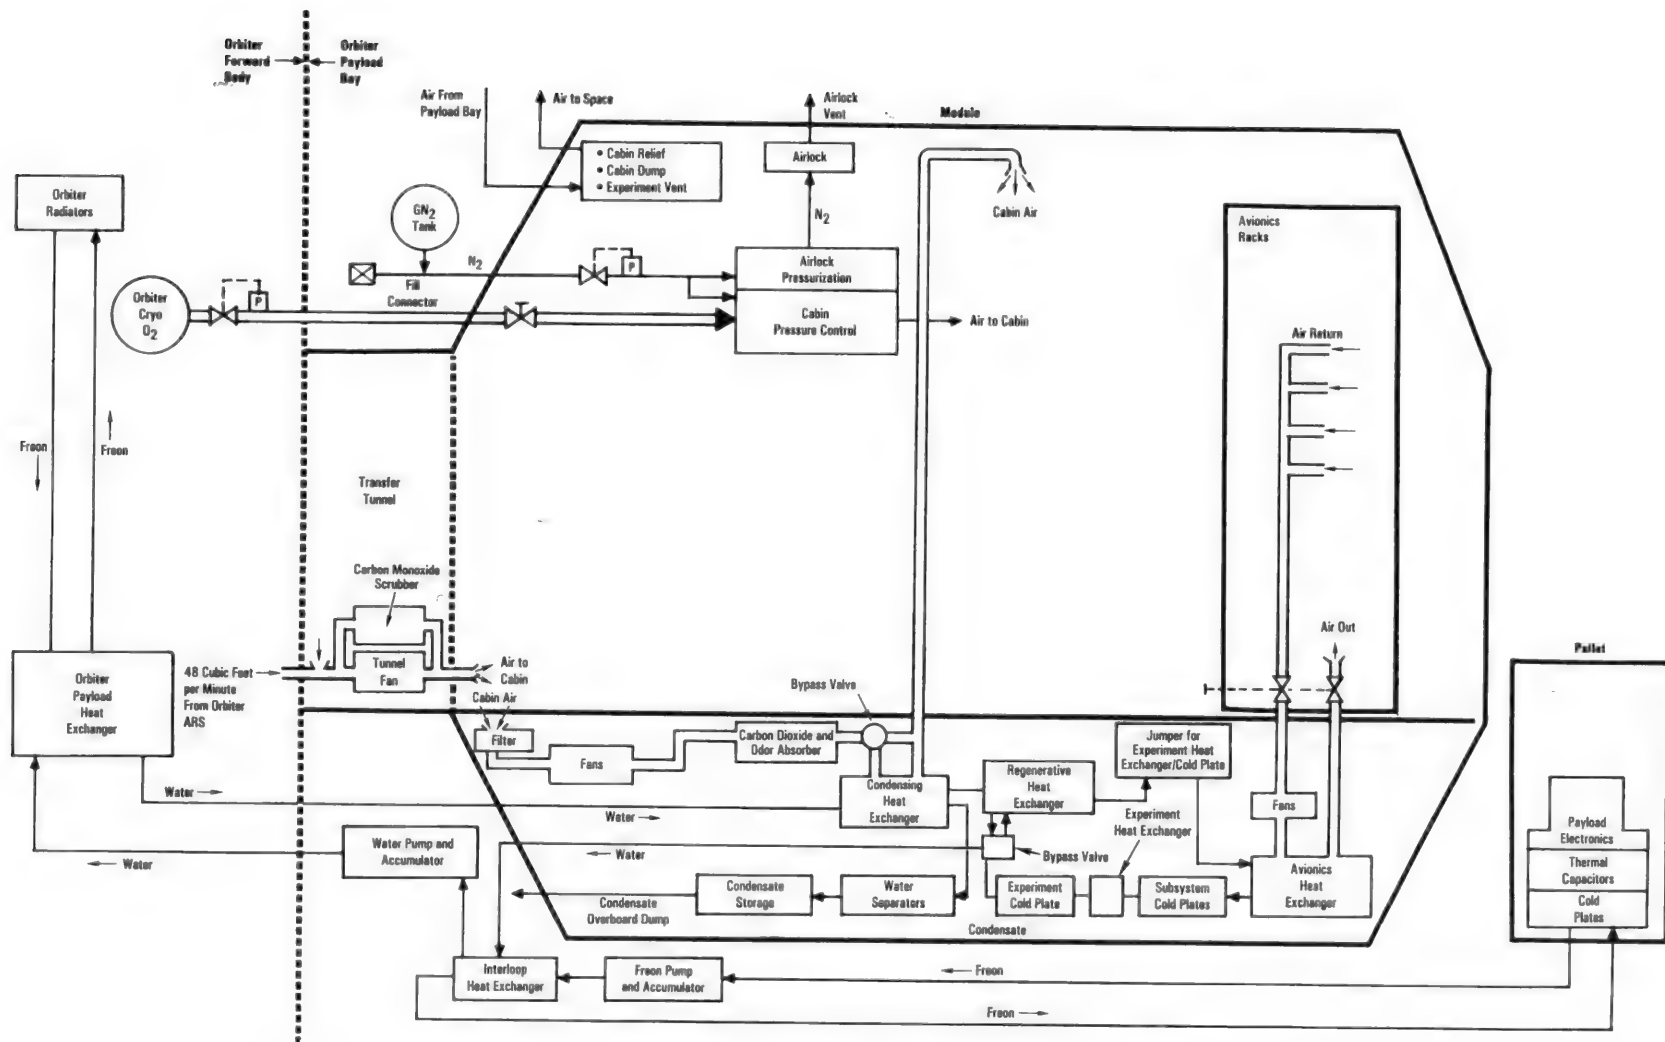 Orbiter
Forward
Body
Orbiter
Payload
Bay
Air From
Payload Bay
Air to Space
Airlock
Vent
Module
• Cabin Relief
• Cabin Dump
• Experiment Vent
Airlock
Orbiter
Radiators
GN2
Tank
N2
N2
Cabin Air
Avionics
Racks
P
Fill
Connector
Airlock
Pressurization
Orbiter
Cryo
O2
P
Cabin
Pressure Control
Air to Cabin
Air Return
Freon
Freon
Transfer
Tunnel
Carbon Monoxide
Scrubber
Air Out
Pallet
Orbiter
Payload
Heat
Exchanger
48 Cubic Feet
per Minute
From Orbiter
ARS
Tunnel
Fan
Air to
Cabin
Cabin Air
Bypass Valve
Filter
Fans
Carbon Dioxide and
Odor Absorber
Jumper for
Experiment Heat
Exchanger/Cold Plate
Regenerative
Heat
Exchanger
Condensing
Heat
Exchanger
Water
Water
Fans
Experiment
Heat Exchanger
Payload
Electronics
Water Pump and
Accumulator
Water
Water
Bypass Valve
Thermal
Capacitors
Avionics
Heat
Exchanger
Condensate
Storage
Water
Separators
Experiment
Cold Plate
Subsystem
Cold Plates
Cold
Plates
Condensate
Overboard Dump
Condensate
Interloop
Heat Exchanger
Freon Pump
and Accumulator
Freon
Freon